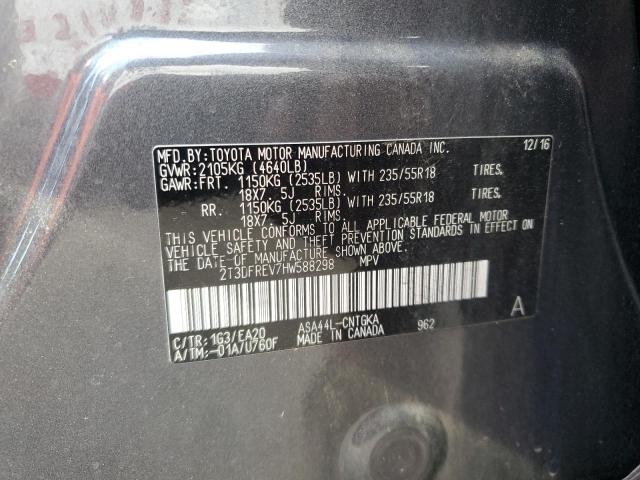 MFD.BY:TOYOTA MOTOR MANUFACTURING CANADA INC. 12/16
GVWR:2105KG (4640LB)
GAWR:FRT. 1150KG (2535LB) WITH 235/55R18 TIRES.
18X7. 5J RIMS.
RR. 1150KG (2535LB) WITH 235/55R18 TIRES.
18X7. 5J RIMS.
THIS VEHICLE CONFORMS TO ALL APPLICABLE FEDERAL MOTOR
VEHICLE SAFETY AND THEFT PREVENTION STANDARDS IN EFFECT ON
THE DATE OF MANUFACTURE SHOWN ABOVE.
2T3DFREV7HW588298 MPV
A
C/TR:1G3/EA20 ASA44L-CNTGKA 962
A/TM:-01A/U760F MADE IN CANADA